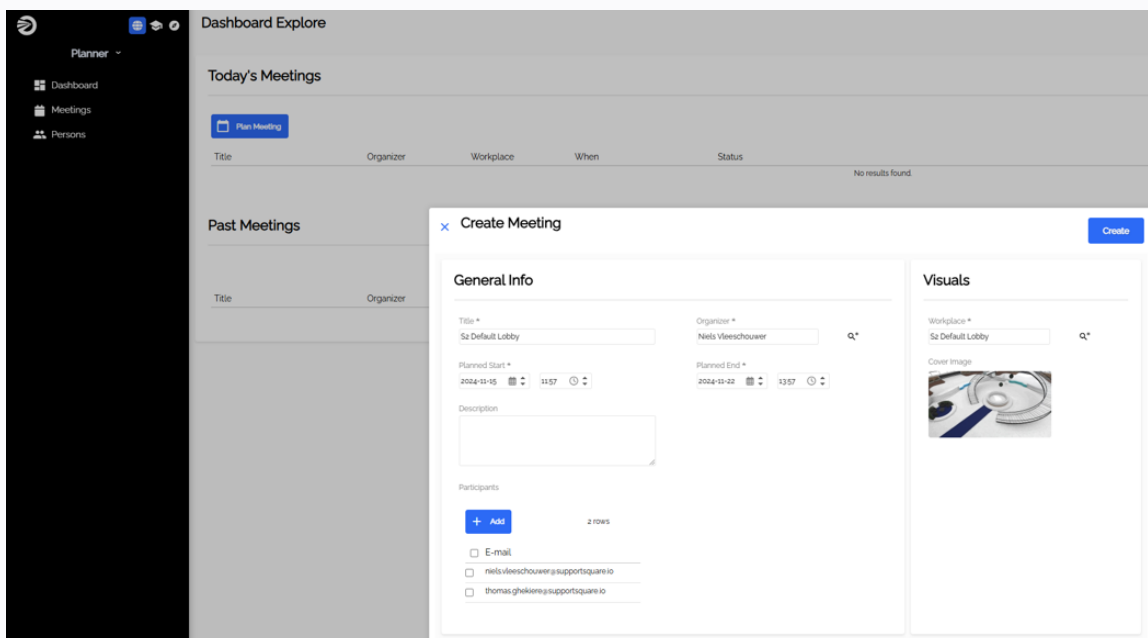 Dashboard Explore
Planner
Dashboard
Meetings
Persons
Today's Meetings
Plan Meeting
Title Organizer Workplace When Status
No results found.
Past Meetings
Title Organizer
Create Meeting
Create
General Info
Title * Organizer *
S2 Default Lobby Niels Vleeschouwer
Planned Start * Planned End *
2024-11-15 11:57 2024-11-22 13:57
Description
Participants
+ Add 2 rows
E-mail
niels.vleeschouwer@supportsquare.io
thomas.ghekiere@supportsquare.io
Visuals
Workplace *
S2 Default Lobby
Cover Image